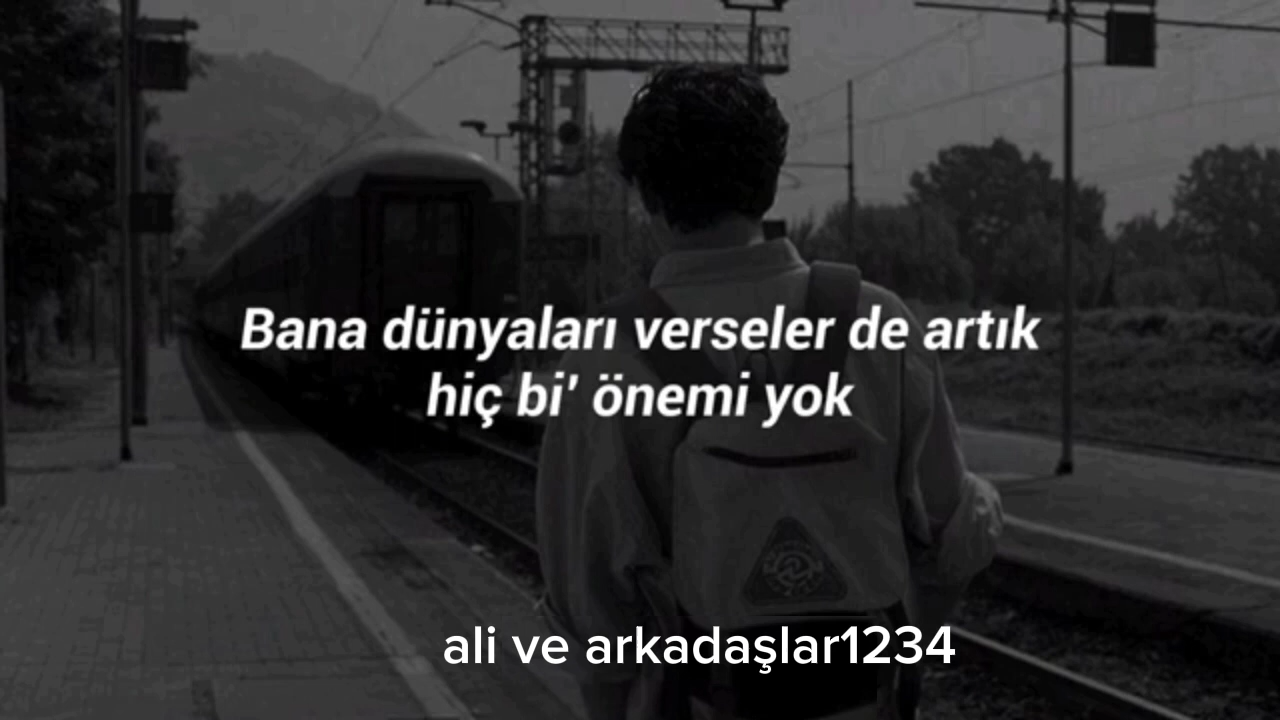 Bana dünyaları verseler de artık
hiç bi' önemi yok
ali ve arkadaşlar1234